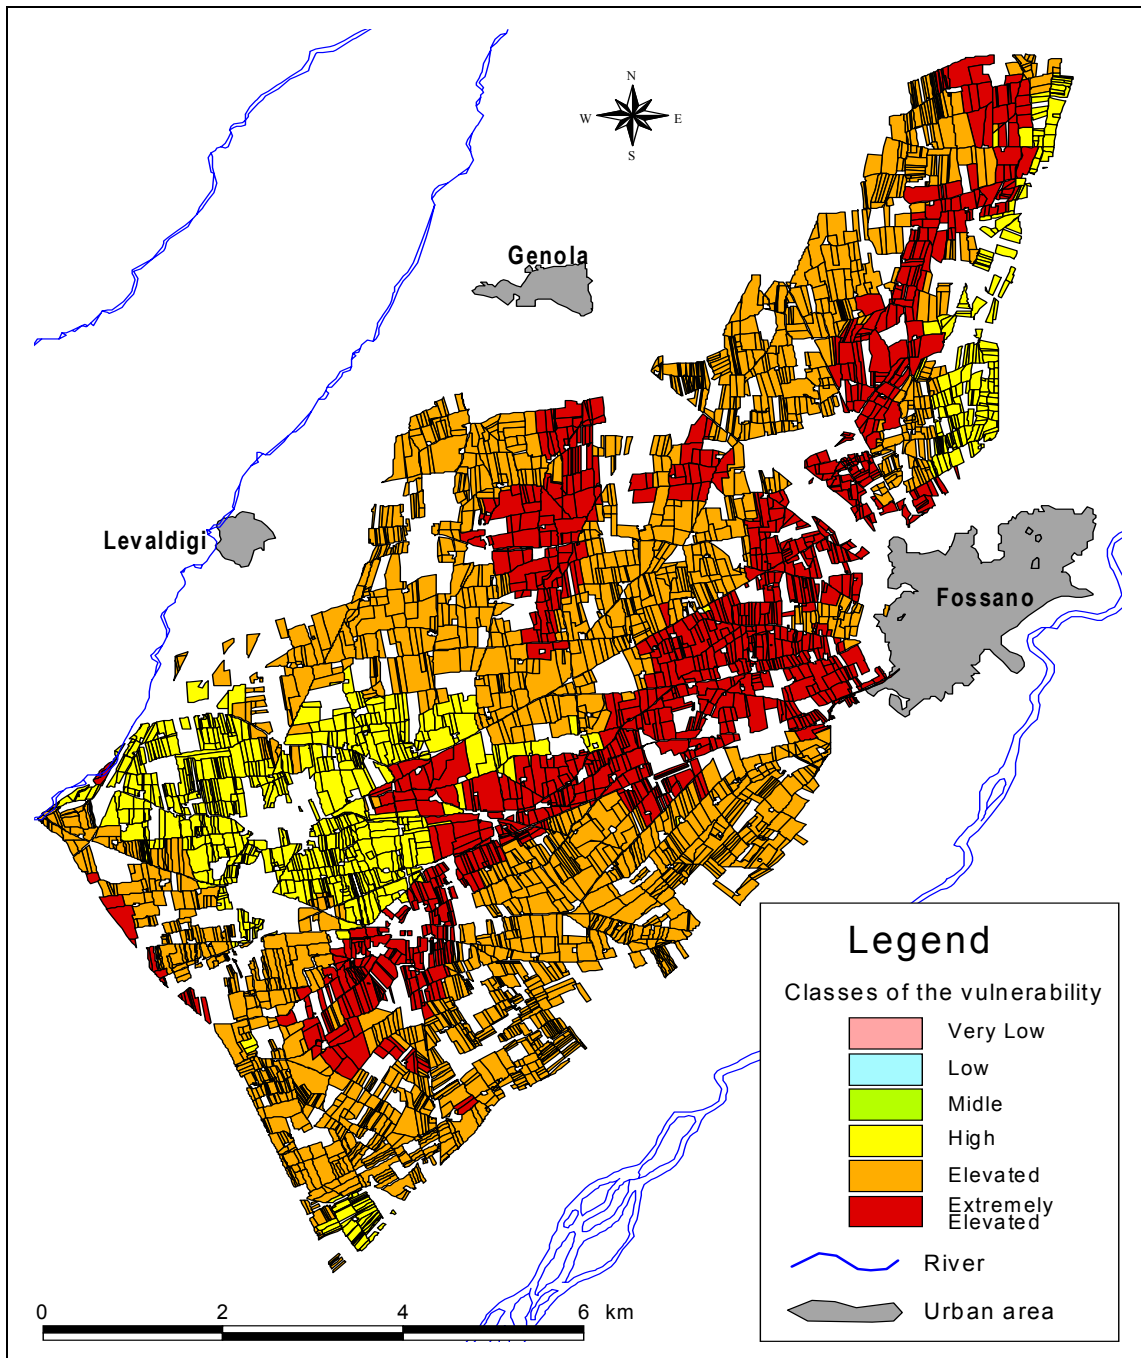 N
W E
S
Genola
Levaldigi
Fossano
Legend
Classes of the vulnerability
Very Low
Low
Midle
High
Elevated
Extremely
Elevated
River
Urban area
0 2 4 6 km